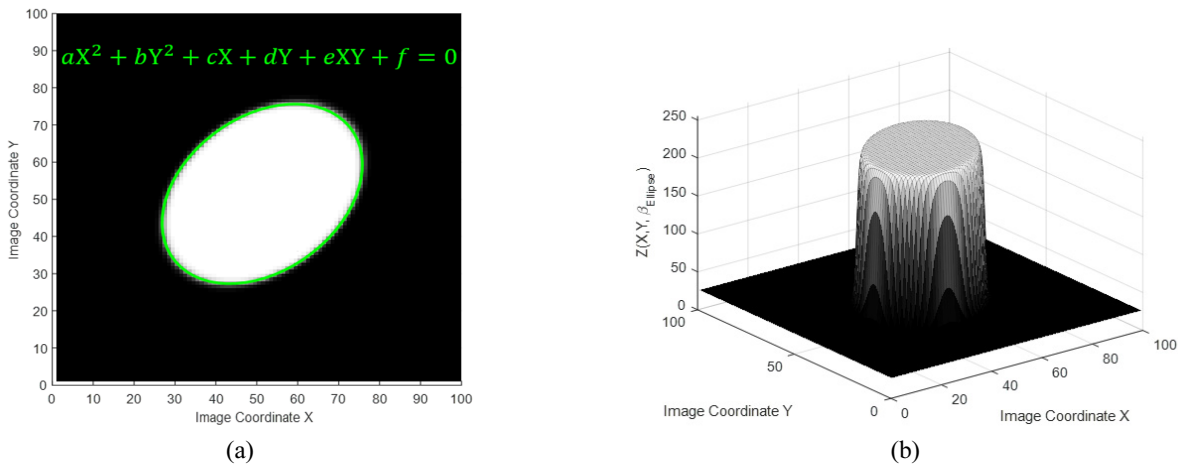 100
90
80
70
60
50
40
30
20
10
0
aX² + bY² + cX + dY + eXY + f = 0
Image Coordinate Y
0 10 20 30 40 50 60 70 80 90 100
Image Coordinate X
(a)
250
200
150
100
50
0
Z(X,Y, β_Ellipse)
100
50
0
Image Coordinate Y
0 20 40 60 80 100
Image Coordinate X
(b)